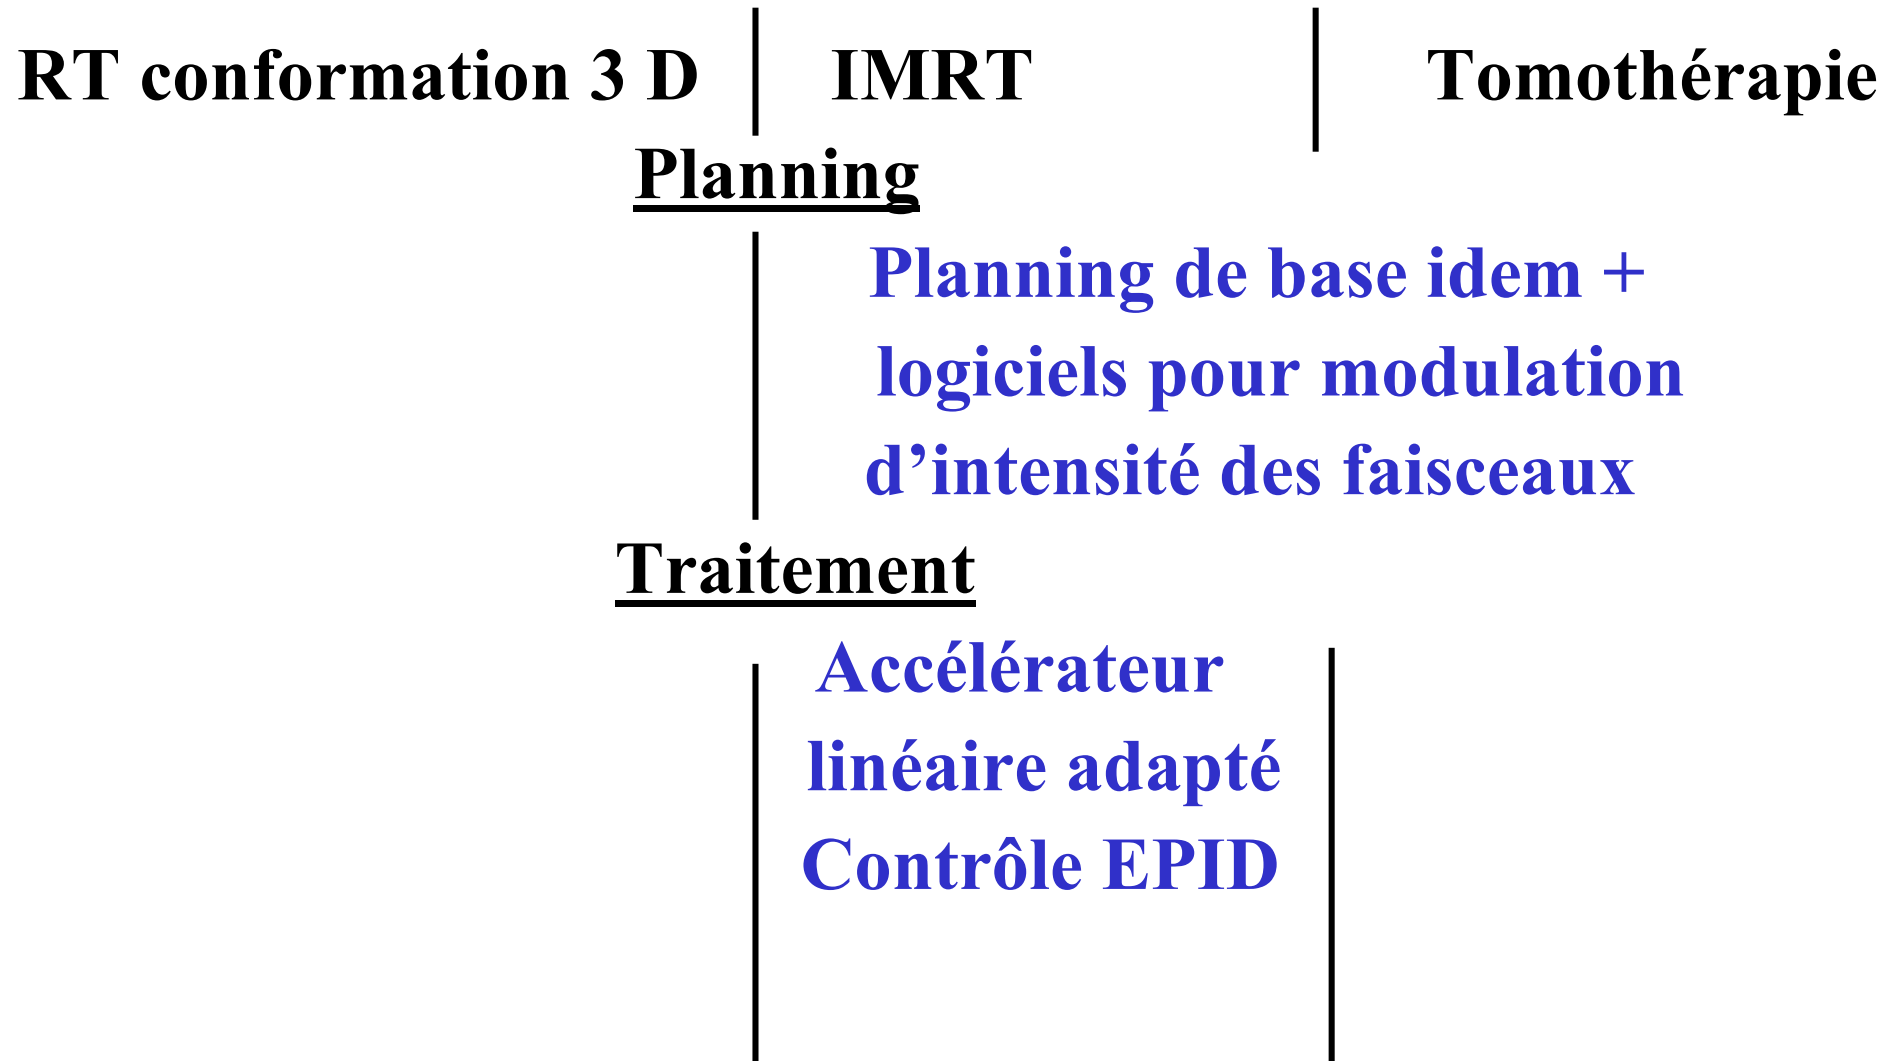 RT conformation 3 D IMRT Tomothérapie
Planning
Planning de base idem +
logiciels pour modulation
d’intensité des faisceaux
Traitement
Accélérateur
linéaire adapté
Contrôle EPID